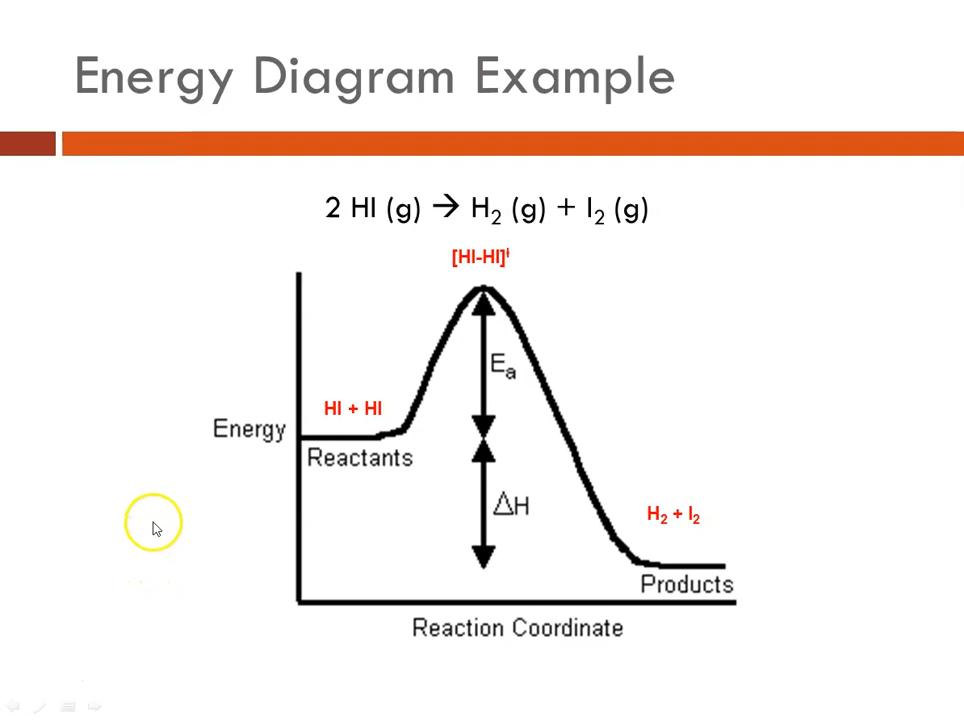 Energy Diagram Example
2 HI (g) → H₂ (g) + I₂ (g)
[HI-HI]ᵗ
Eₐ
HI + HI
Energy
Reactants
ΔH
H₂ + I₂
Products
Reaction Coordinate